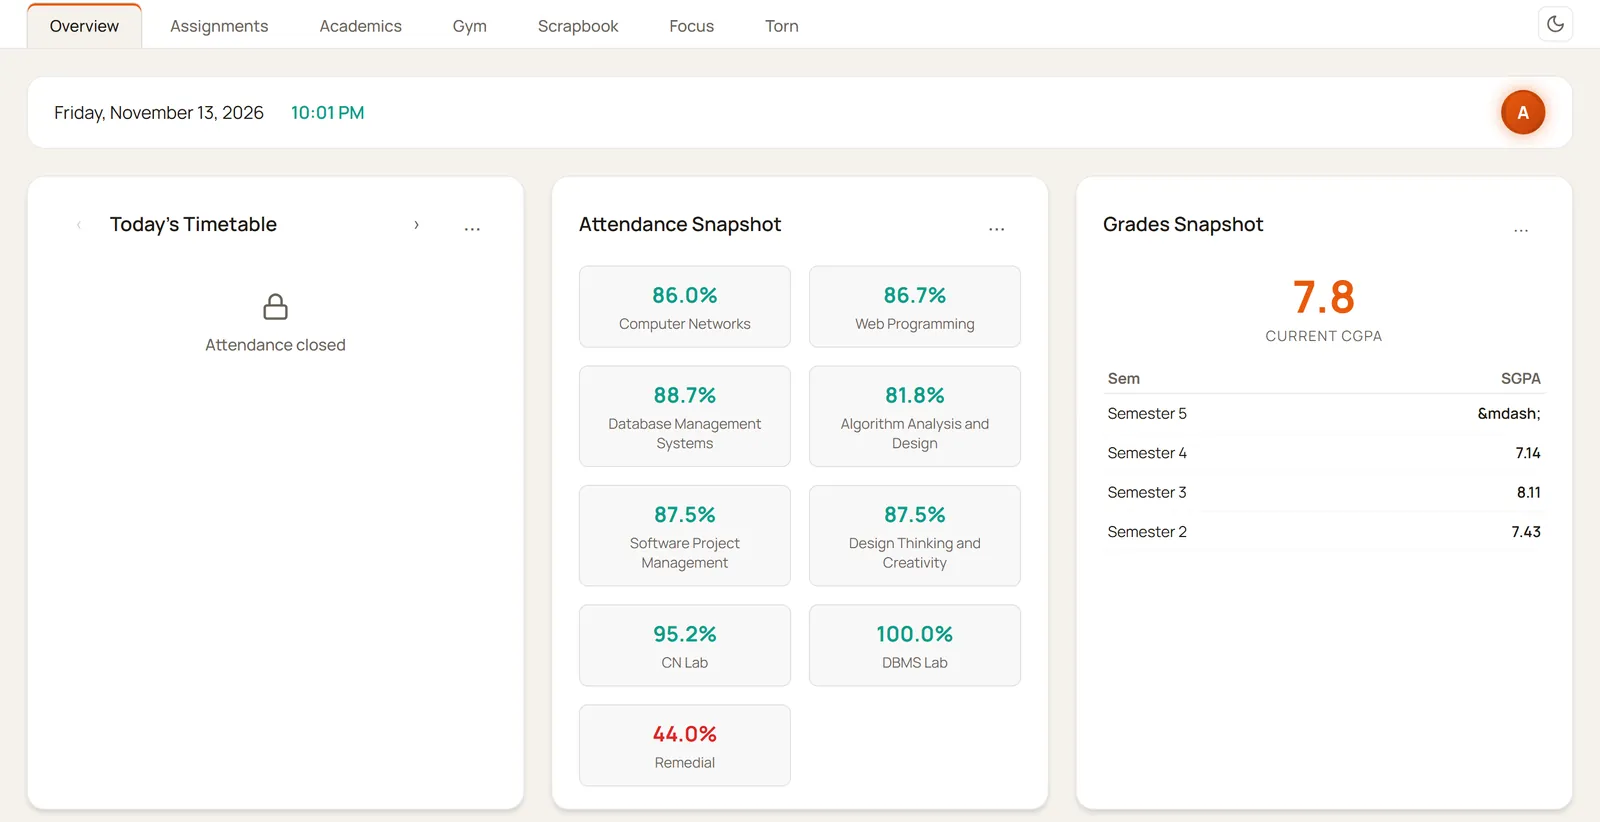 Overview
Assignments
Academics
Gym
Scrapbook
Focus
Torn
Friday, November 13, 2026
10:01 PM
A
‹
Today's Timetable
›
...
Attendance closed
Attendance Snapshot
...
86.0%
Computer Networks
86.7%
Web Programming
88.7%
Database Management
Systems
81.8%
Algorithm Analysis and
Design
87.5%
Software Project
Management
87.5%
Design Thinking and
Creativity
95.2%
CN Lab
100.0%
DBMS Lab
44.0%
Remedial
Grades Snapshot
...
7.8
CURRENT CGPA
Sem SGPA
Semester 5 &mdash;
Semester 4 7.14
Semester 3 8.11
Semester 2 7.43